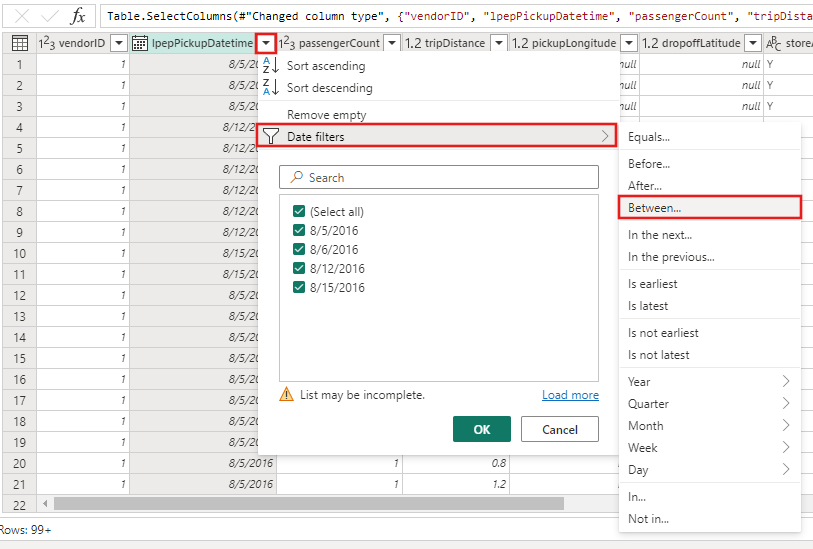 fx Table.SelectColumns(#"Changed column type", {"vendorID", "lpepPickupDatetime", "passengerCount", "tripDista
1²3 vendorID lpepPickupDatetime 1²3 passengerCount 1.2 tripDistance 1.2 pickupLongitude 1.2 dropoffLatitude ABC storeA
1 1 8/5/20 null null Y
2 1 8/5/20 null null Y
3 1 8/5/20 null null Y
4 1 8/12/20
5 1 8/12/20
6 1 8/12/20
7 1 8/12/20
8 1 8/12/20
9 1 8/12/20
10 1 8/15/20
11 1 8/15/20
12 1 8/5/20
13 1 8/5/20
14 1 8/5/20
15 1 8/5/20
16 1 8/5/20
17 1 8/5/20
18 1 8/5/20
19 1 8/5/20
20 1 8/5/2016 1 0.8
21 1 8/5/2016 1 1.2
22
Rows: 99+
AZ Sort ascending
ZA Sort descending
Remove empty
Date filters
Search
(Select all)
8/5/2016
8/6/2016
8/12/2016
8/15/2016
List may be incomplete.
Load more
OK
Cancel
Equals...
Before...
After...
Between...
In the next...
In the previous...
Is earliest
Is latest
Is not earliest
Is not latest
Year
Quarter
Month
Week
Day
In...
Not in...